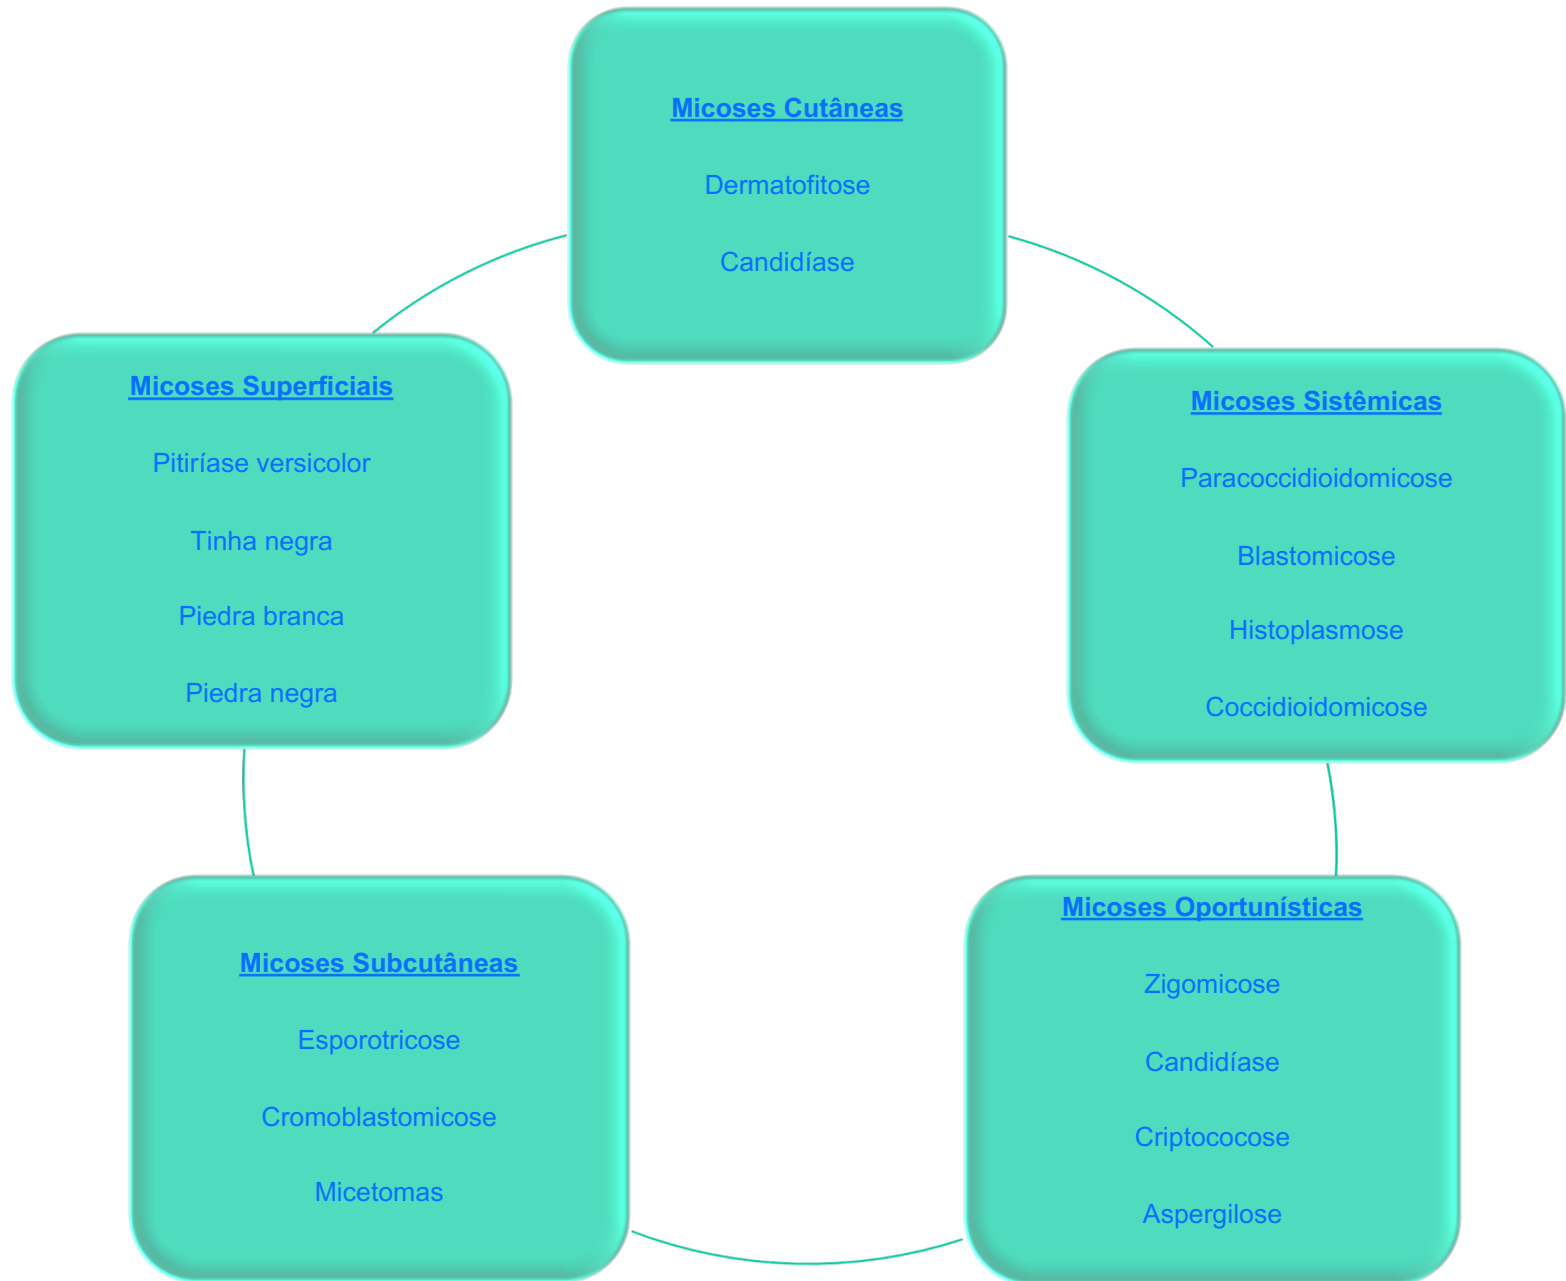 Micoses Cutâneas
Dermatofitose
Candidíase
Micoses Superficiais
Pitiríase versicolor
Tinha negra
Piedra branca
Piedra negra
Micoses Sistêmicas
Paracoccidioidomicose
Blastomicose
Histoplasmose
Coccidioidomicose
Micoses Subcutâneas
Esporotricose
Cromoblastomicose
Micetomas
Micoses Oportunísticas
Zigomicose
Candidíase
Criptococose
Aspergilose